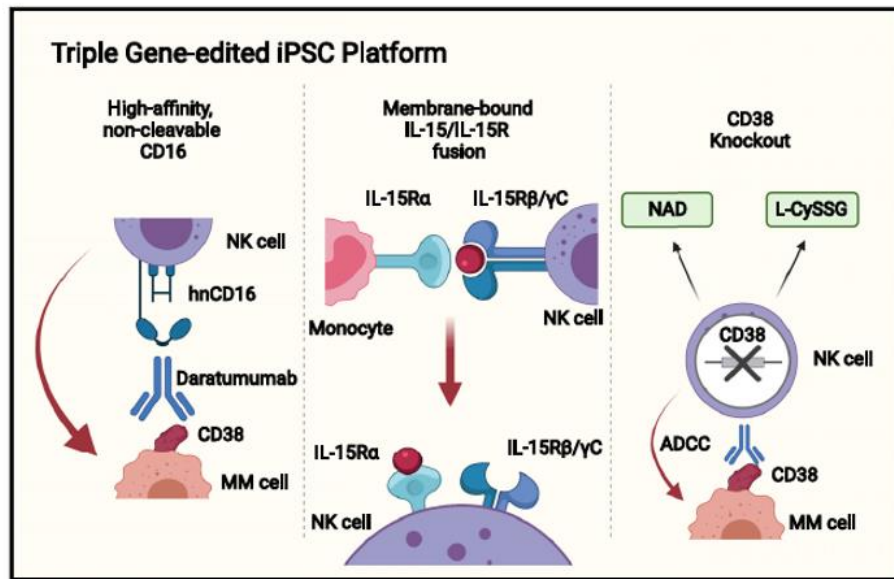 Triple Gene-edited iPSC Platform
High-affinity,
non-cleavable
CD16
NK cell
hnCD16
Daratumumab
CD38
MM cell
Membrane-bound
IL-15/IL-15R
fusion
IL-15Rα
IL-15Rβ/γC
Monocyte
NK cell
IL-15Rα
IL-15Rβ/γC
NK cell
CD38
Knockout
NAD
L-CySSG
CD38
NK cell
ADCC
CD38
MM cell